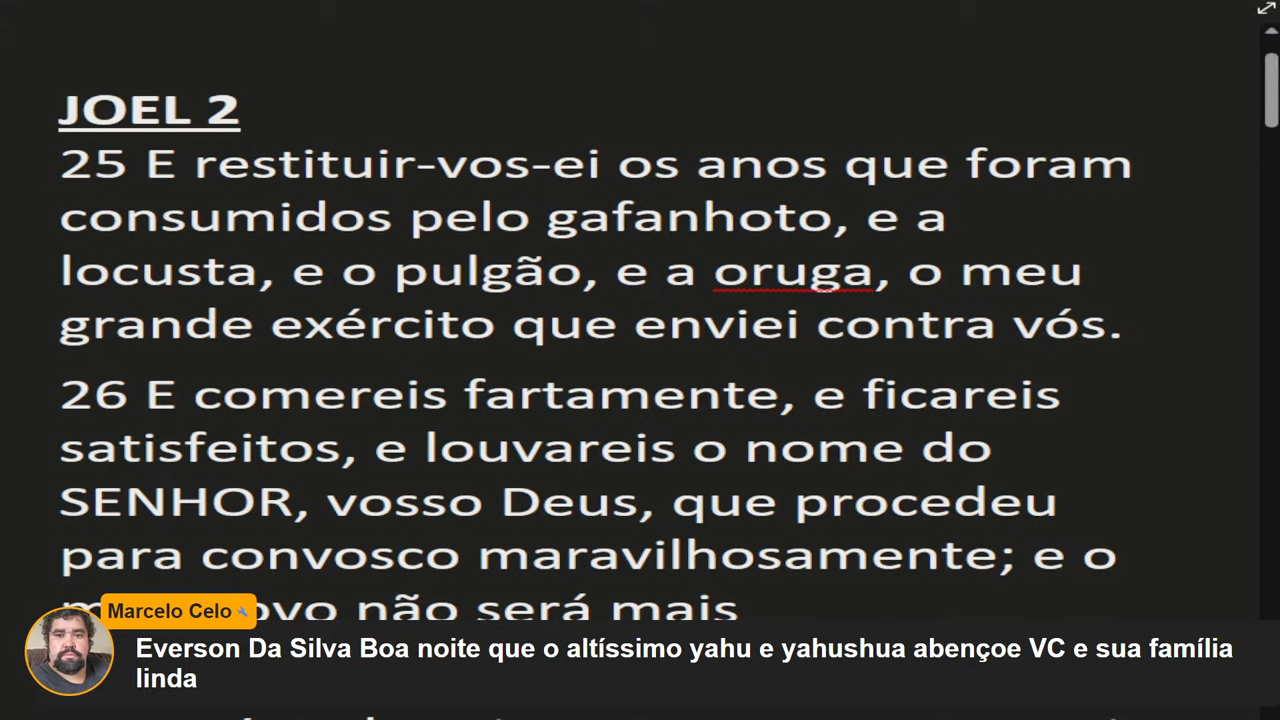 JOEL 2
25 E restituir-vos-ei os anos que foram
consumidos pelo gafanhoto, e a
locusta, e o pulgão, e a oruga, o meu
grande exército que enviei contra vós.
26 E comereis fartamente, e ficareis
satisfeitos, e louvareis o nome do
SENHOR, vosso Deus, que procedeu
para convosco maravilhosamente; e o
não será mais
Marcelo Celo
Everson Da Silva Boa noite que o altíssimo yahu e yahushua abençoe VC e sua família
linda